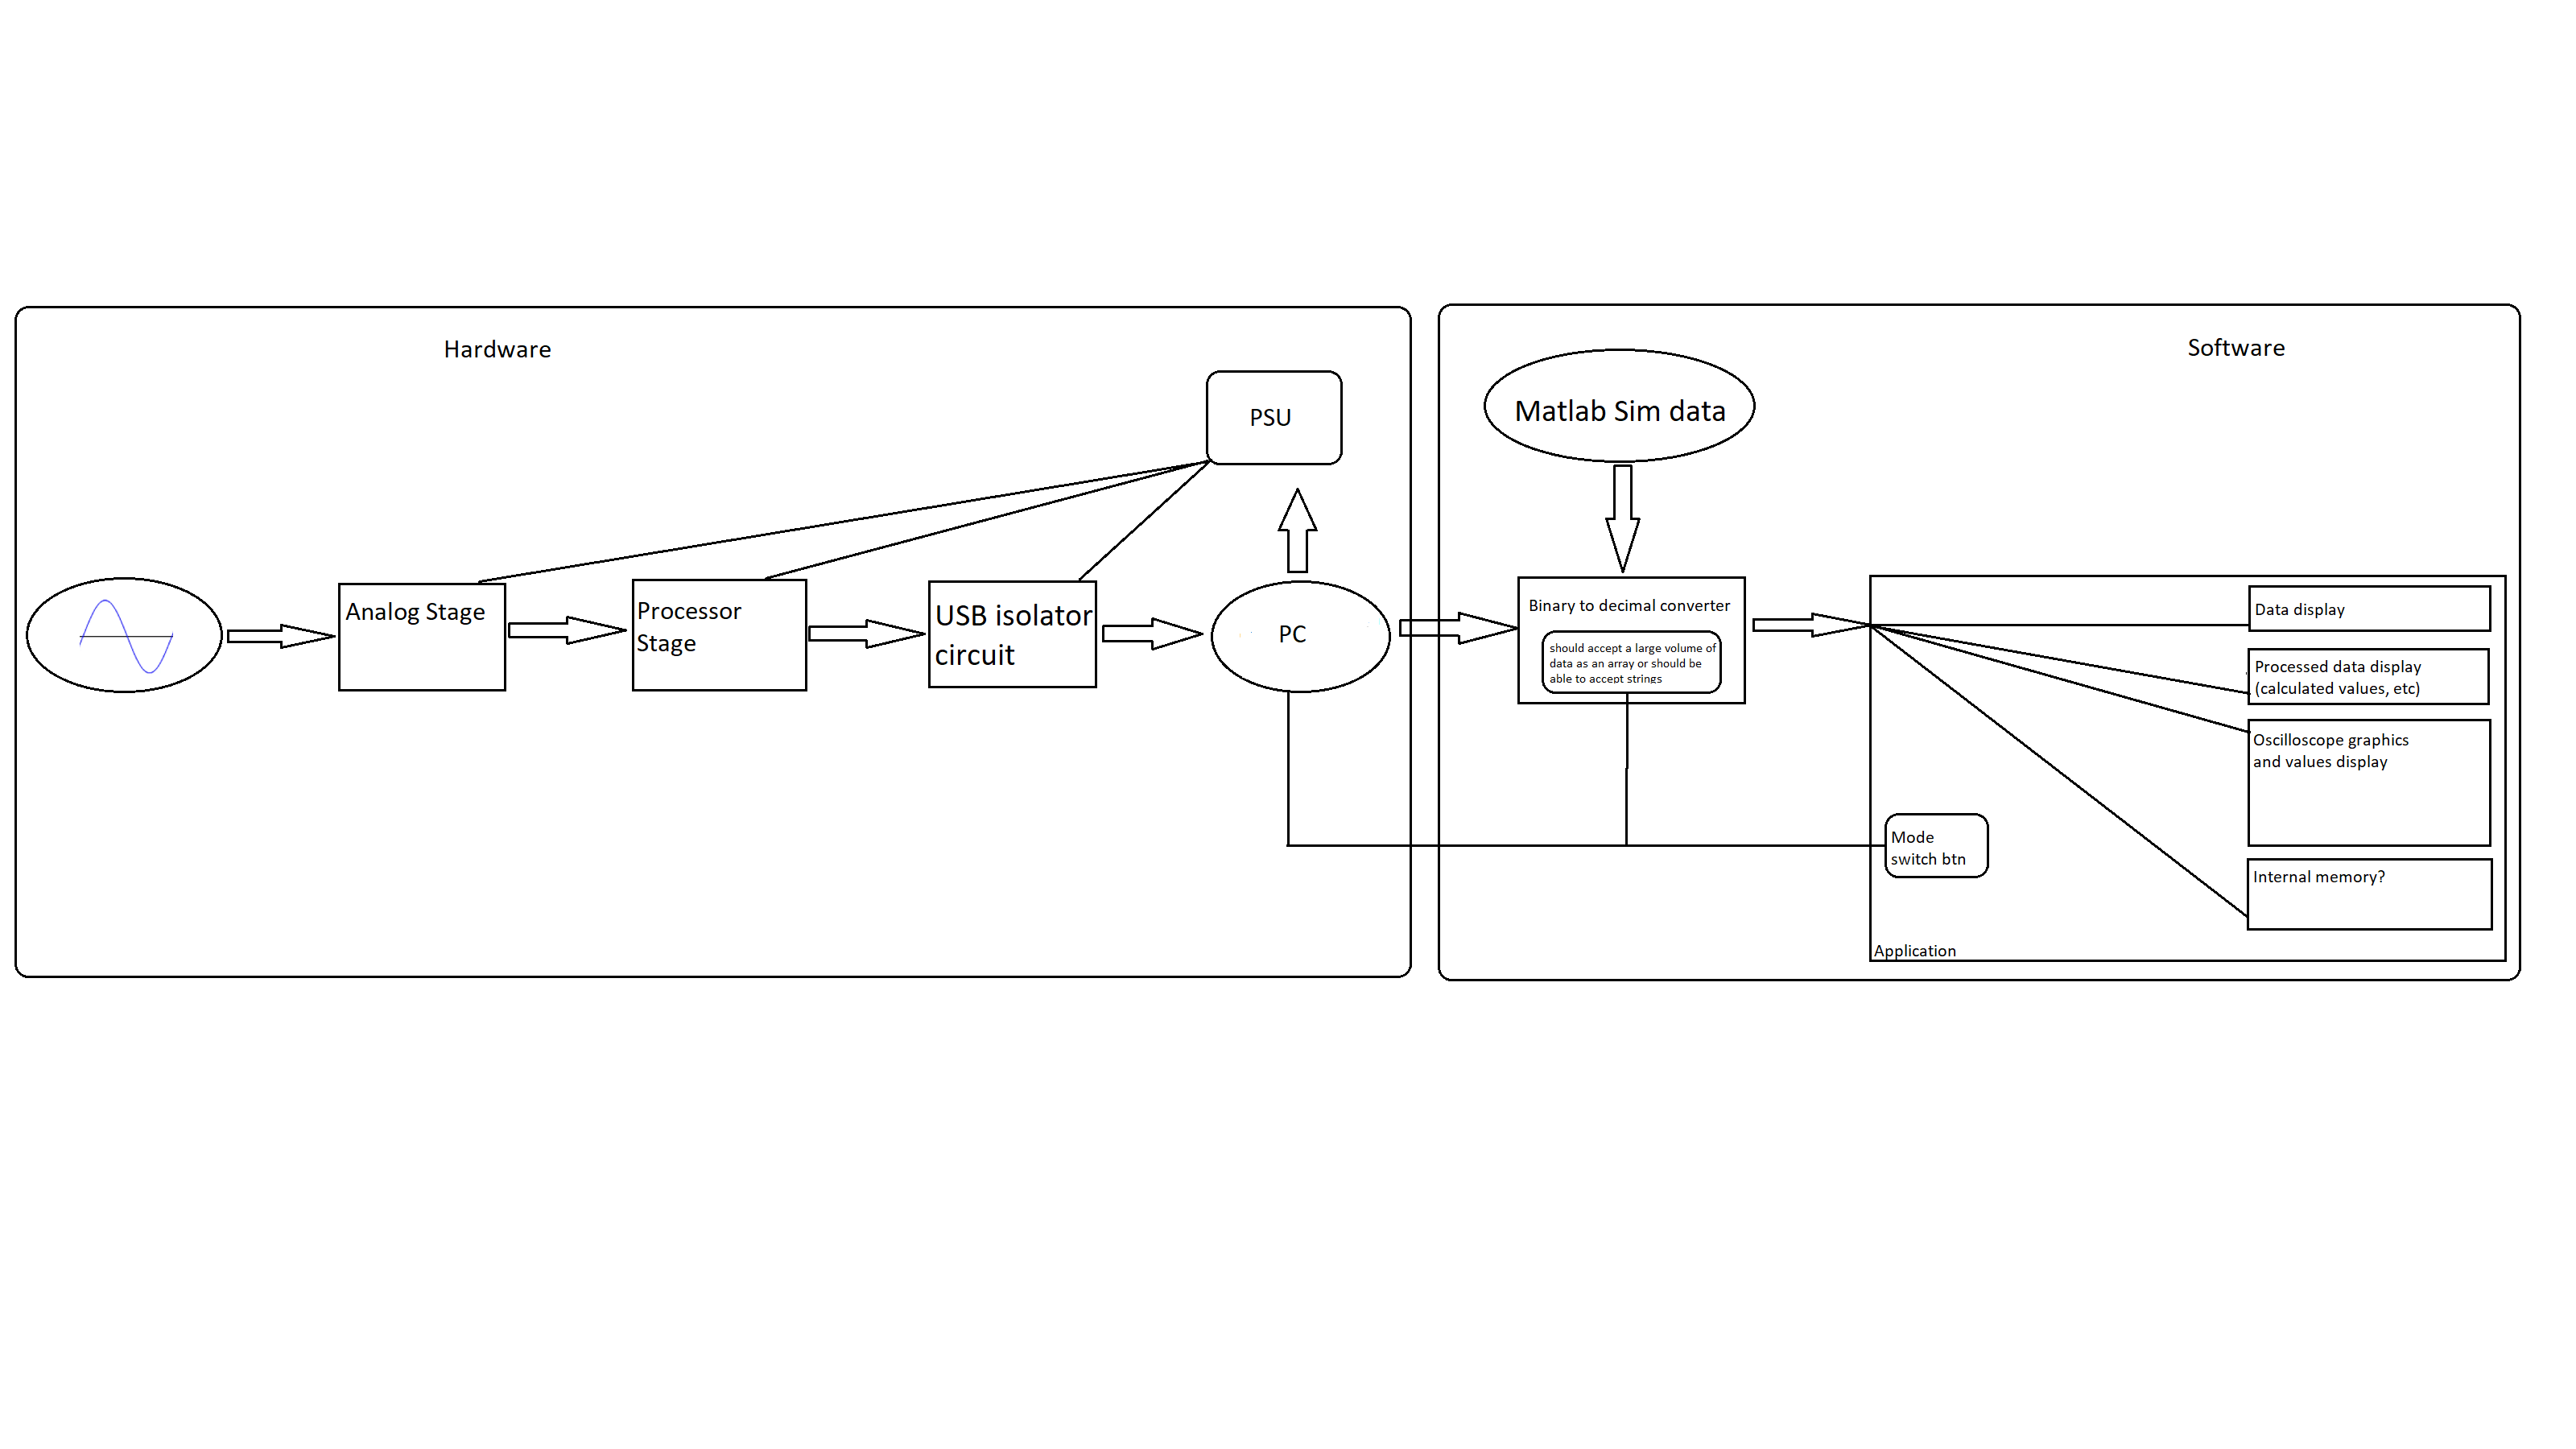 Hardware
Software
PSU
Matlab Sim data
Analog Stage
Processor
Stage
USB isolator
circuit
PC
Binary to decimal converter
should accept a large volume of
data as an array or should be
able to accept strings
Data display
Processed data display
(calculated values, etc)
Oscilloscope graphics
and values display
Mode
switch btn
Internal memory?
Application